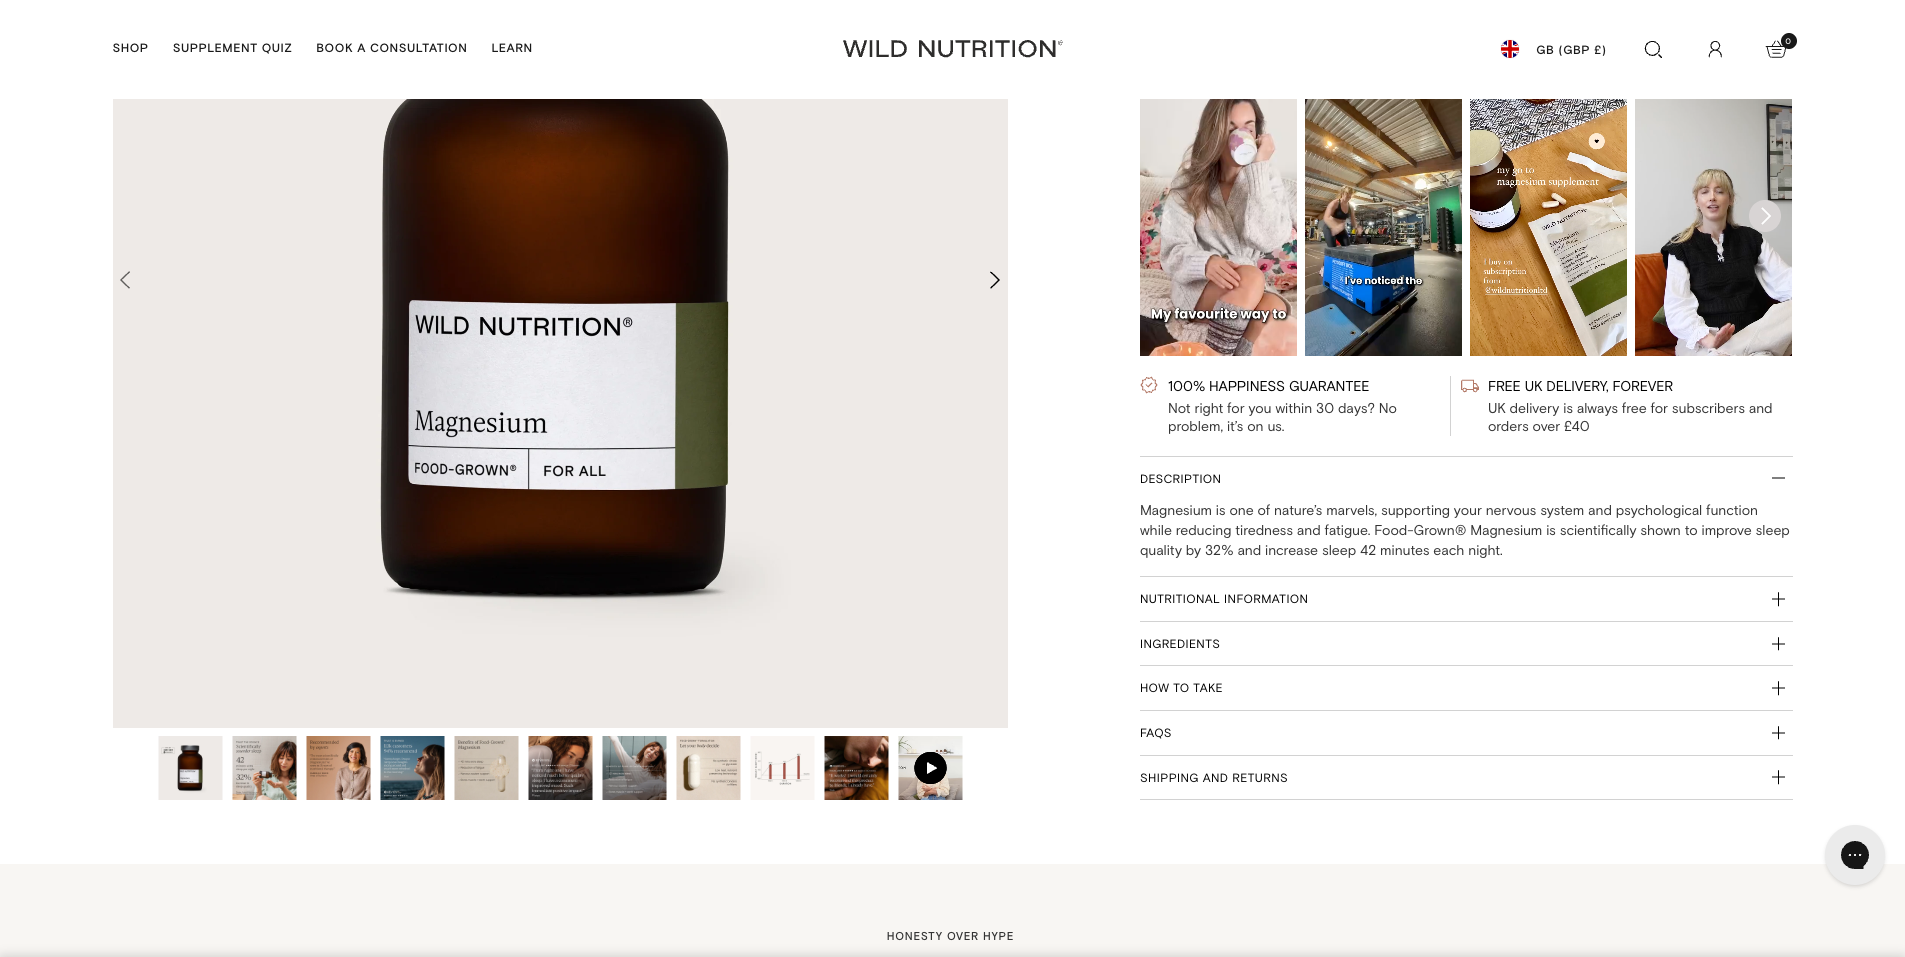 SHOP
SUPPLEMENT QUIZ
BOOK A CONSULTATION
LEARN
WILD NUTRITION®
GB (GBP £)
0
WILD NUTRITION®
Magnesium
FOOD-GROWN®
FOR ALL
My favourite way to
I've noticed the
my go to
magnesium supplement
WILD NUTRITION
Magnesium
I buy on
subscription
from
@wildnutritionltd
100% HAPPINESS GUARANTEE
Not right for you within 30 days? No
problem, it's on us.
FREE UK DELIVERY, FOREVER
UK delivery is always free for subscribers and
orders over £40
DESCRIPTION
Magnesium is one of nature's marvels, supporting your nervous system and psychological function
while reducing tiredness and fatigue. Food-Grown® Magnesium is scientifically shown to improve sleep
quality by 32% and increase sleep 42 minutes each night.
NUTRITIONAL INFORMATION
INGREDIENTS
HOW TO TAKE
FAQS
SHIPPING AND RETURNS
42
32%
HONESTY OVER HYPE